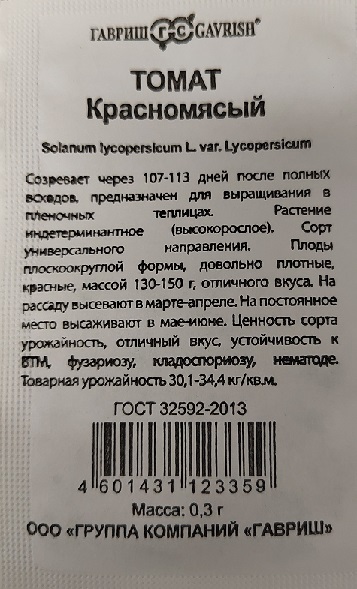 ГАВРИШ GAVRISH®
ТОМАТ
Красномясый
Solanum lycopersicum L. var. Lycopersicum
Созревает через 107-113 дней после полных
всходов, предназначен для выращивания в
пленочных теплицах. Растение
индетерминантное (высокорослое). Сорт
универсального направления. Плоды
плоскоокруглой формы, довольно плотные,
красные, массой 130-150 г, отличного вкуса. На
рассаду высевают в марте-апреле. На постоянное
место высаживают в мае-июне. Ценность сорта
урожайность, отличный вкус, устойчивость к
ВТМ, фузариозу, кладоспориозу, нематоде.
Товарная урожайность 30,1-34,4 кг/кв.м.
ГОСТ 32592-2013
4 601431 123359
Масса: 0,3 г
ООО «ГРУППА КОМПАНИЙ «ГАВРИШ»